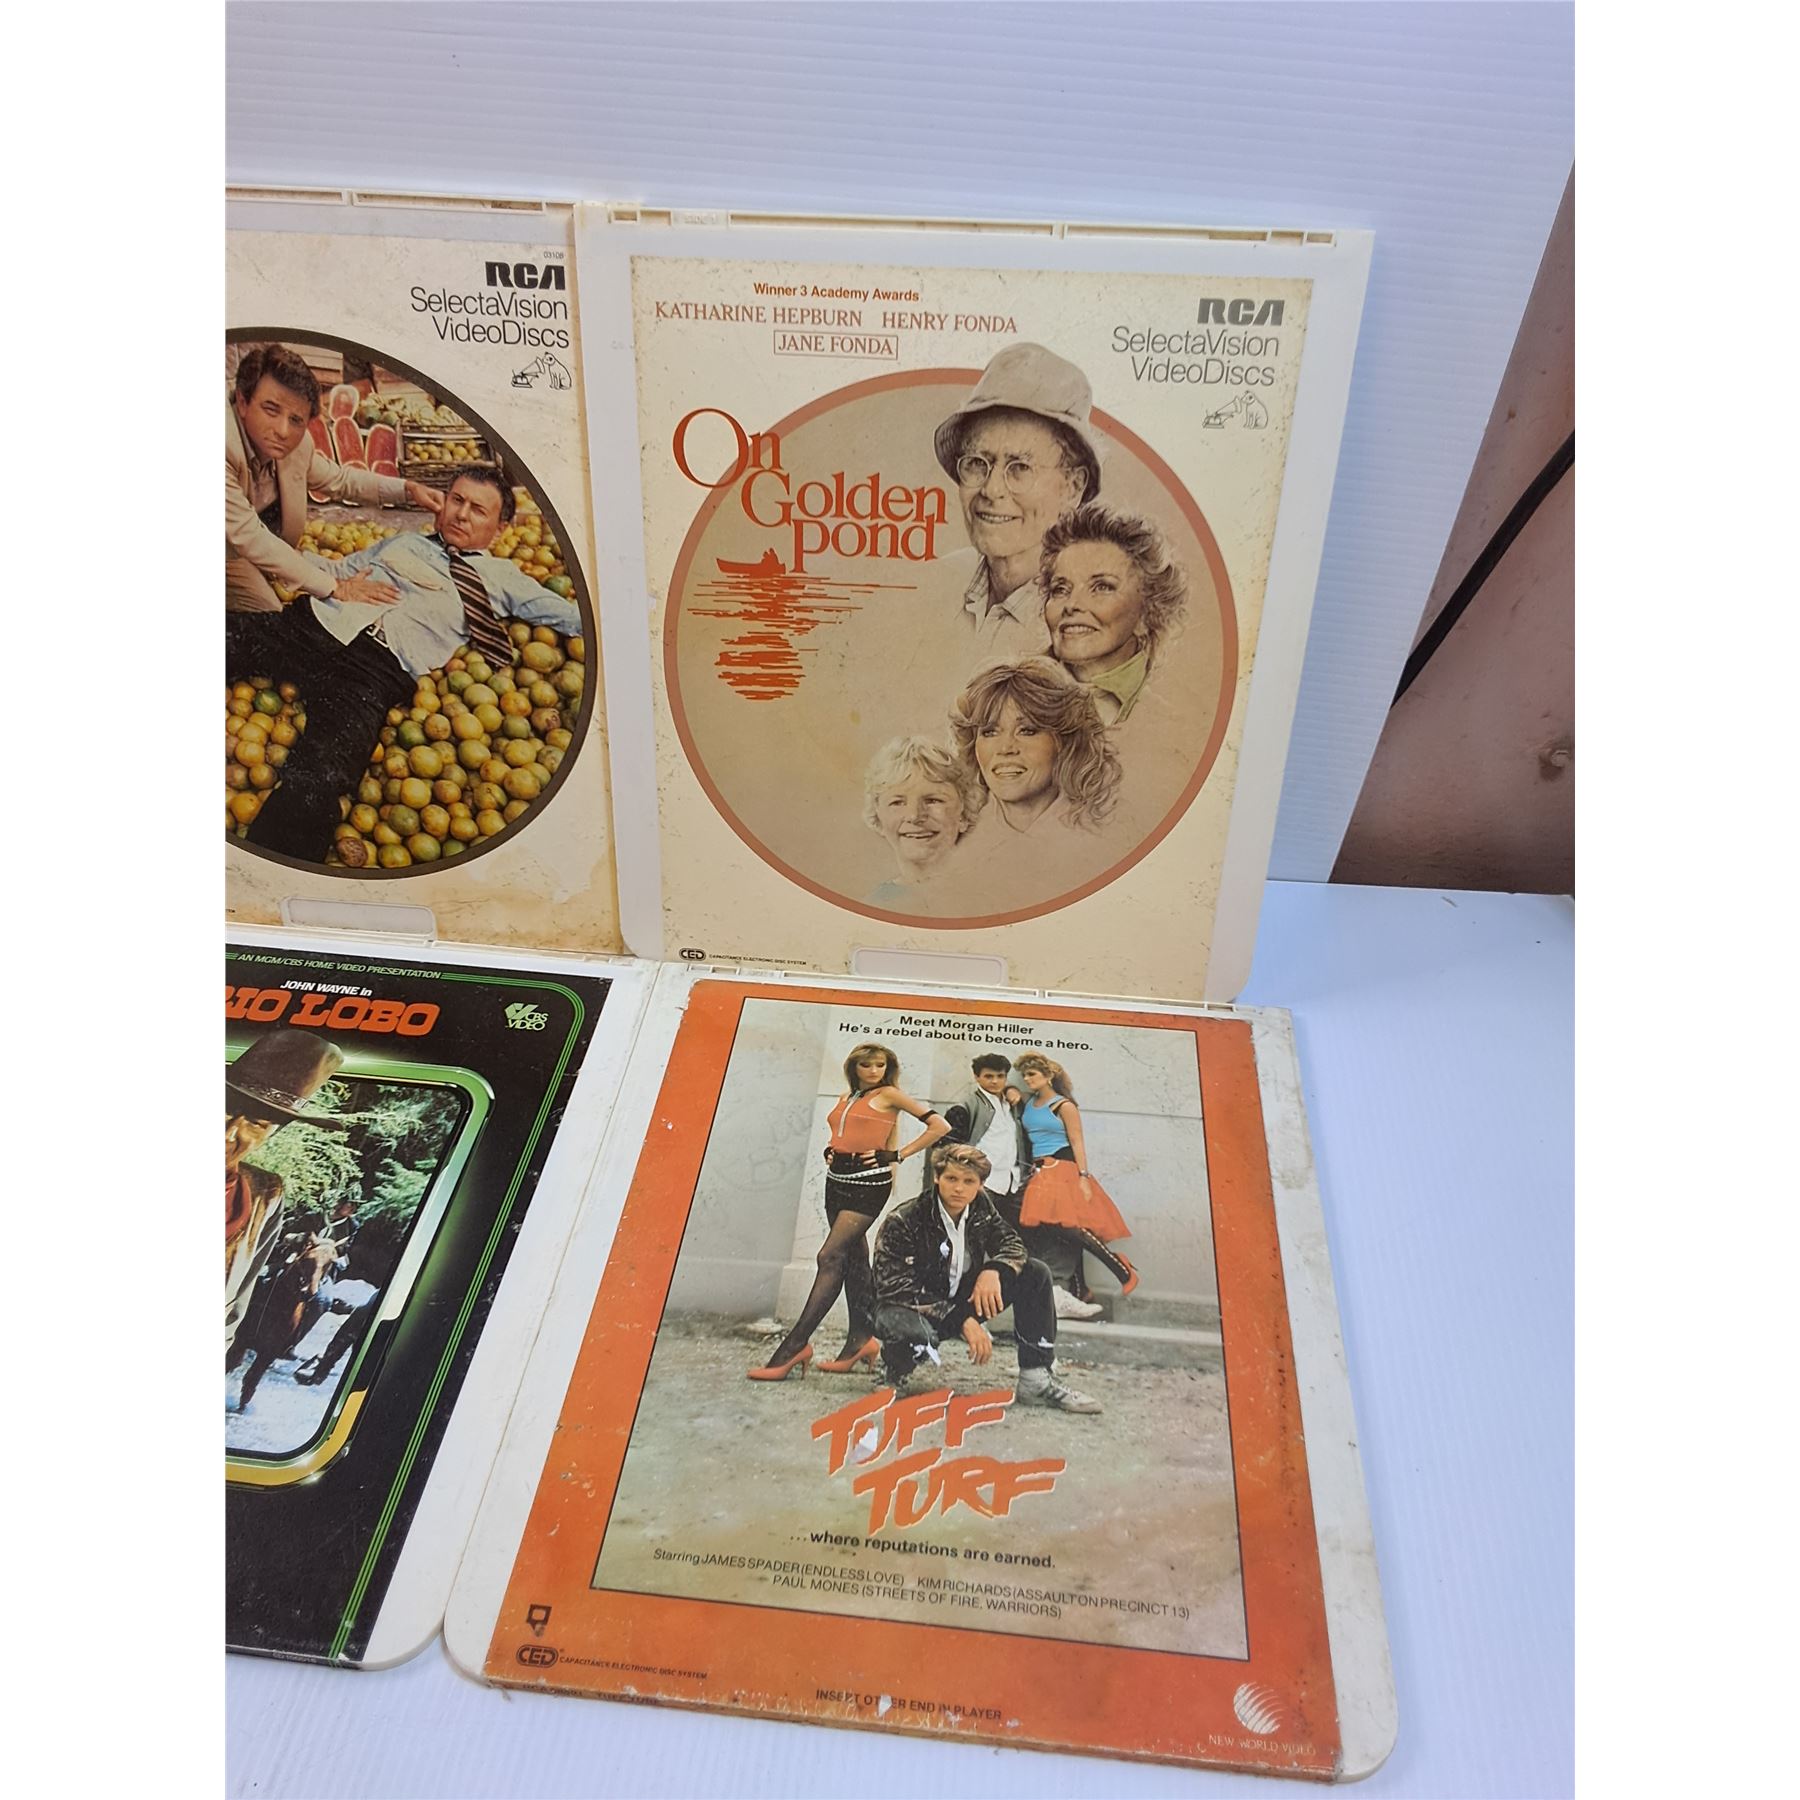 03108
RCA
SelectaVision
VideoDiscs
SIDE 1
Winner 3 Academy Awards
KATHARINE HEPBURN HENRY FONDA
JANE FONDA
RCA
SelectaVision
VideoDiscs
On
Golden
Pond
CED CAPACITANCE ELECTRONIC DISC SYSTEM
AN MGM/CBS HOME VIDEO PRESENTATION
JOHN WAYNE in
RIO LOBO
CBS
VIDEO
Meet Morgan Hiller
He's a rebel about to become a hero.
TUFF
TURF
...where reputations are earned.
Starring JAMES SPADER (ENDLESS LOVE) KIM RICHARDS (ASSAULT ON PRECINCT 13)
PAUL MONES (STREETS OF FIRE, WARRIORS)
CED® CAPACITANCE ELECTRONIC DISC SYSTEM
INSERT OTHER END IN PLAYER
NEW WORLD VIDEO